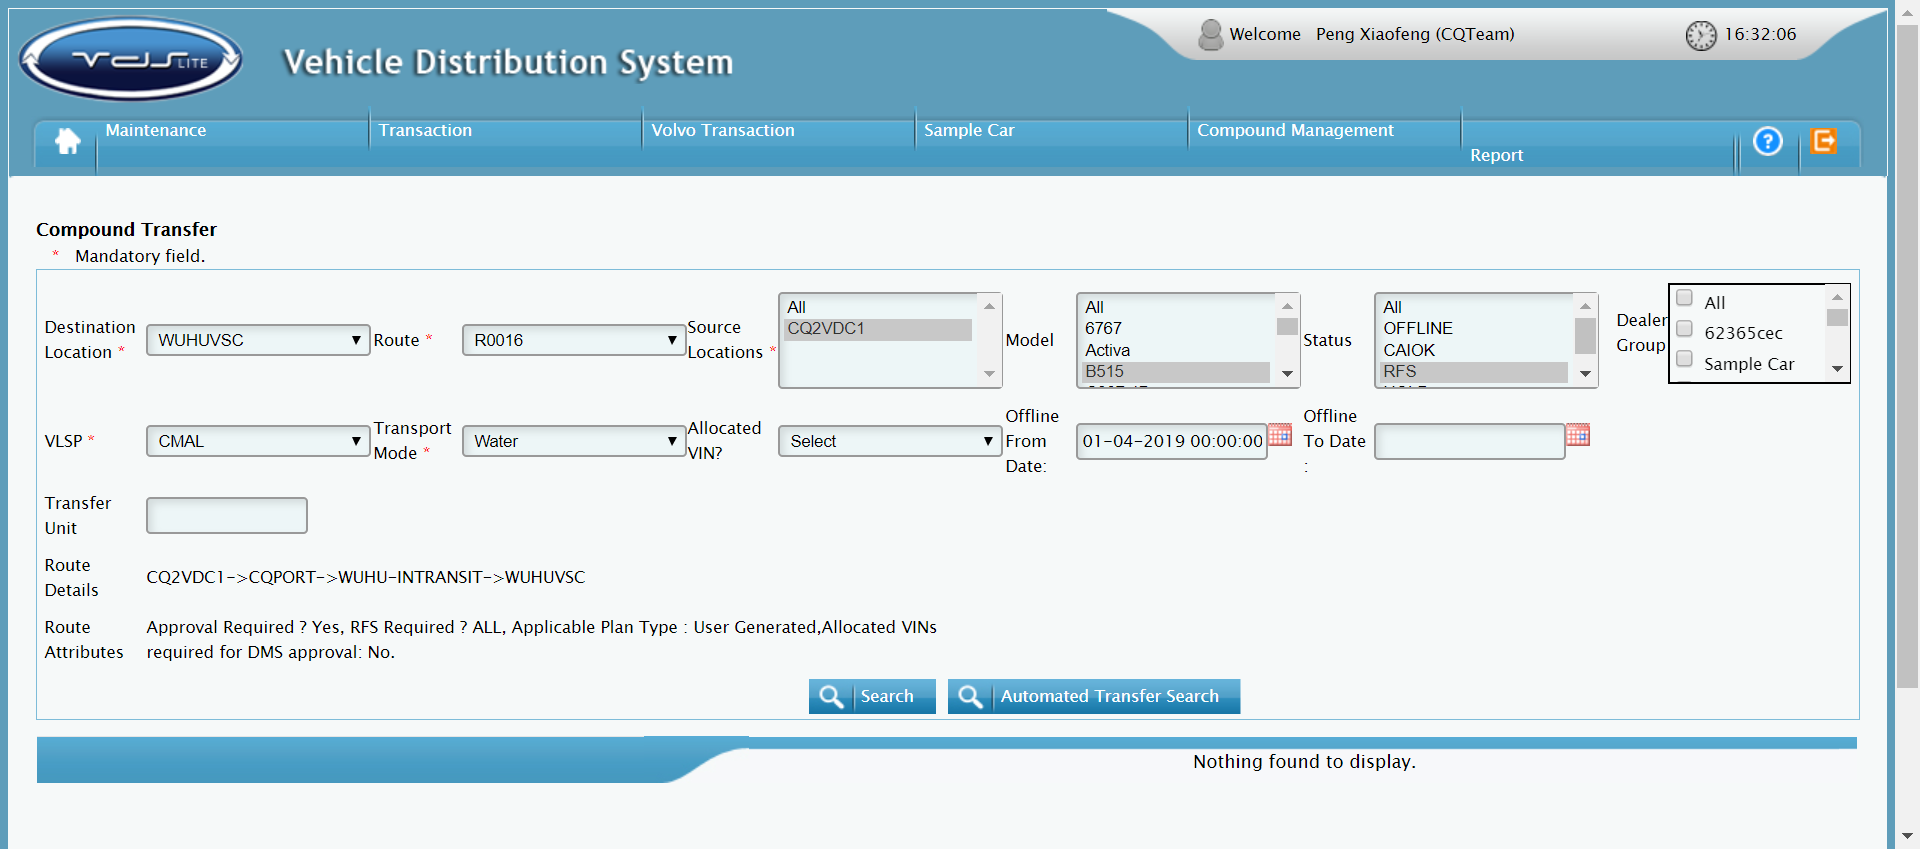 VDS LITE
Vehicle Distribution System
Welcome Peng Xiaofeng (CQTeam)
16:32:06
Maintenance
Transaction
Volvo Transaction
Sample Car
Compound Management
Report
?
Compound Transfer
* Mandatory field.
Destination Location *
WUHUVSC
Route *
R0016
Source Locations *
All
CQ2VDC1
Model
All
6767
Activa
B515
Status
All
OFFLINE
CAIOK
RFS
Dealer Group
All
62365cec
Sample Car
VLSP *
CMAL
Transport Mode *
Water
Allocated VIN?
Select
Offline From Date:
01-04-2019 00:00:00
Offline To Date :
Transfer Unit
Route Details
CQ2VDC1->CQPORT->WUHU-INTRANSIT->WUHUVSC
Route Attributes
Approval Required ? Yes, RFS Required ? ALL, Applicable Plan Type : User Generated,Allocated VINs
required for DMS approval: No.
Search
Automated Transfer Search
Nothing found to display.